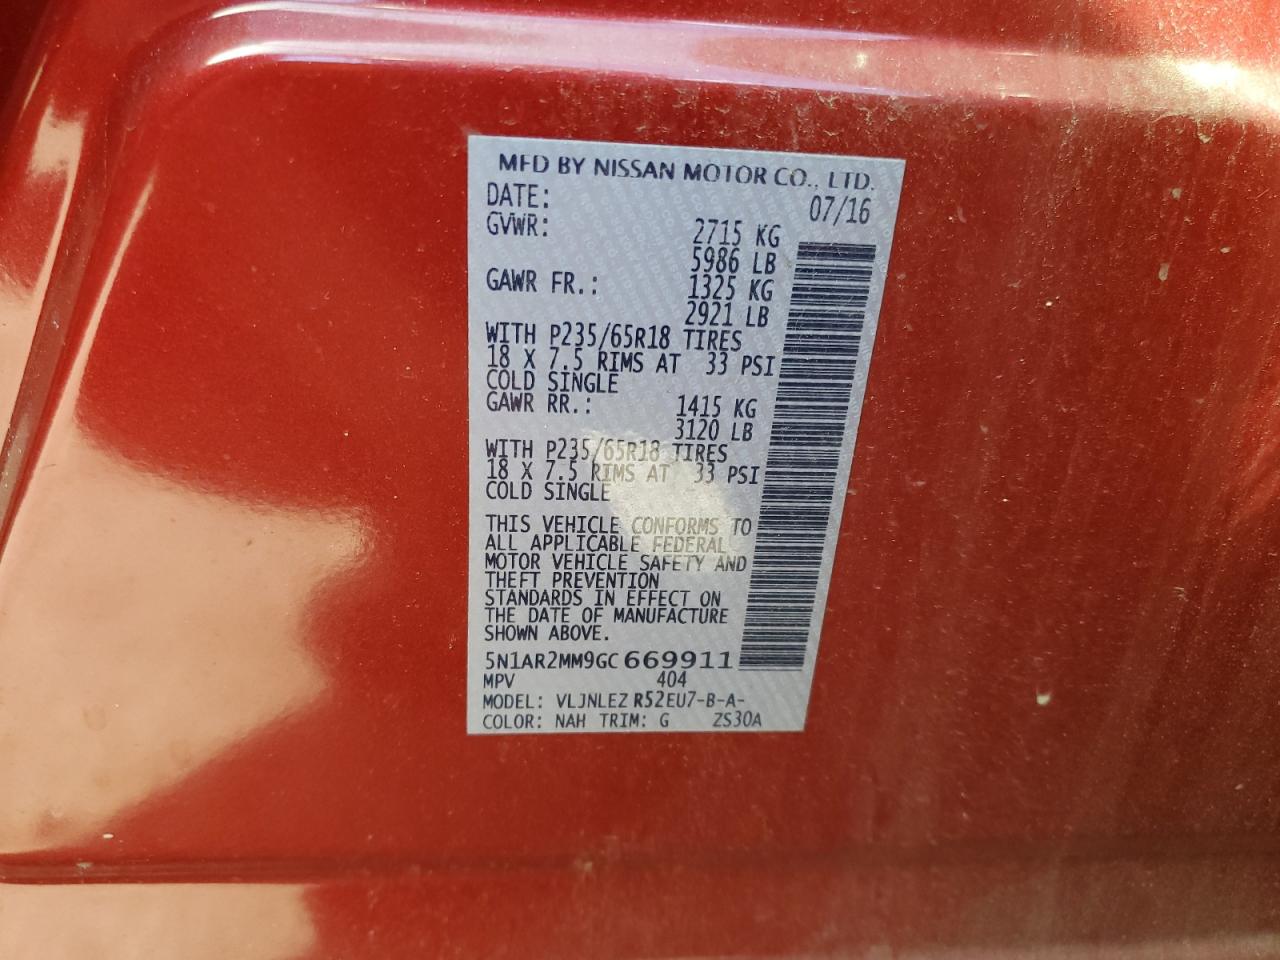 MFD BY NISSAN MOTOR CO., LTD.
DATE: 07/16
GVWR: 2715 KG
5986 LB
GAWR FR.: 1325 KG
2921 LB
WITH P235/65R18 TIRES
18 X 7.5 RIMS AT 33 PSI
COLD SINGLE
GAWR RR.: 1415 KG
3120 LB
WITH P235/65R18 TIRES
18 X 7.5 RIMS AT 33 PSI
COLD SINGLE
THIS VEHICLE CONFORMS TO
ALL APPLICABLE FEDERAL
MOTOR VEHICLE SAFETY AND
THEFT PREVENTION
STANDARDS IN EFFECT ON
THE DATE OF MANUFACTURE
SHOWN ABOVE.
5N1AR2MM9GC669911
MPV 404
MODEL: VLJNLEZ R52EU7-B-A-
COLOR: NAH TRIM: G ZS30A